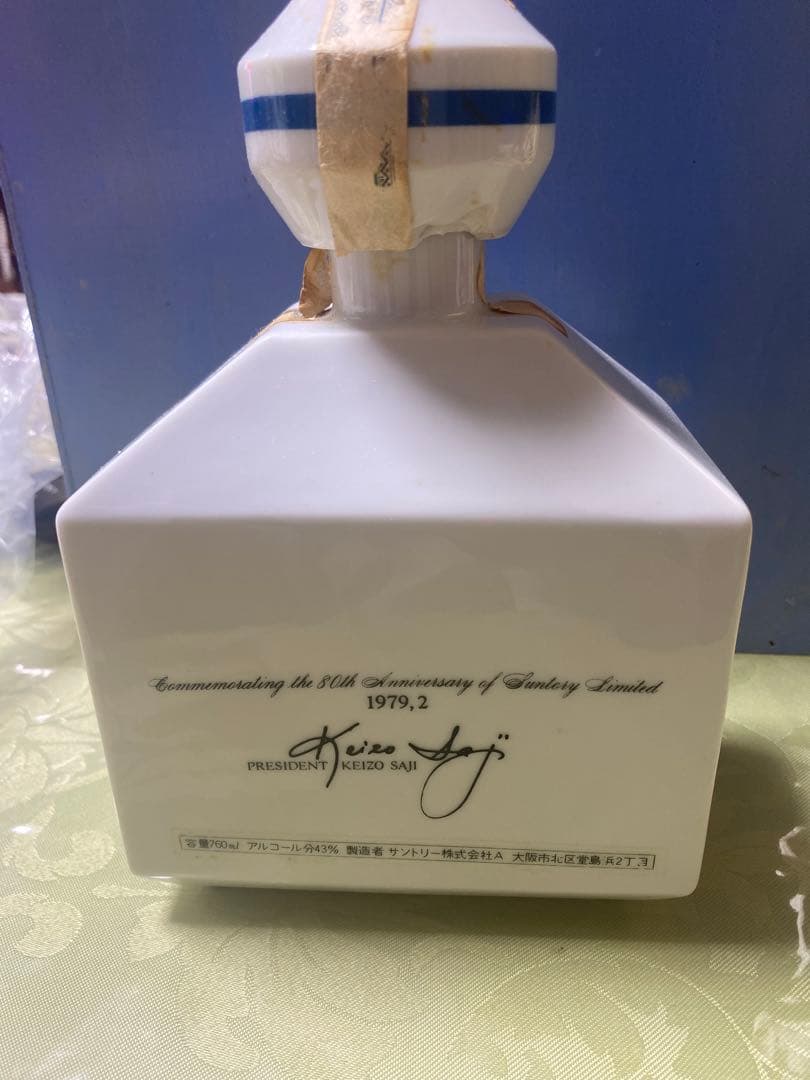 Commemorating the 80th Anniversary of Suntory Limited
1979,2
Keizo Saji
PRESIDENT KEIZO SAJI
容量760ml アルコール分43% 製造者 サントリー株式会社A 大阪市北区堂島 兵2丁.ヨ